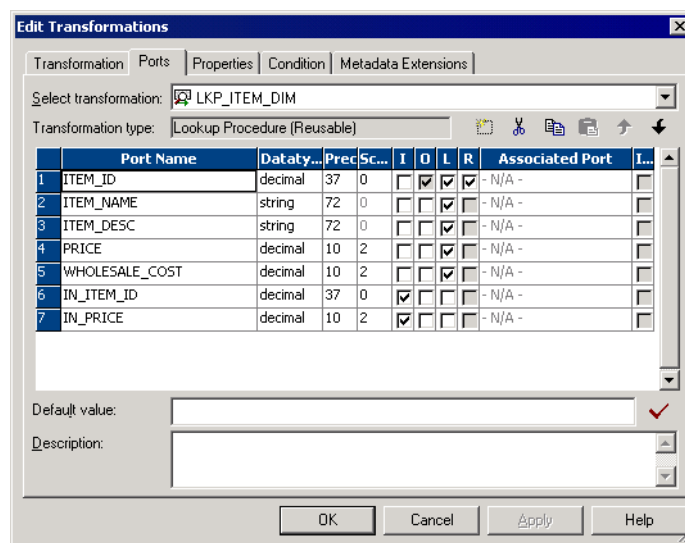 Edit Transformations
Transformation Ports Properties Condition Metadata Extensions
Select transformation: LKP_ITEM_DIM
Transformation type: Lookup Procedure (Reusable)
Port Name Dataty... Prec Sc... I O L R Associated Port I...
1 ITEM_ID decimal 37 0 - N/A -
2 ITEM_NAME string 72 0 - N/A -
3 ITEM_DESC string 72 0 - N/A -
4 PRICE decimal 10 2 - N/A -
5 WHOLESALE_COST decimal 10 2 - N/A -
6 IN_ITEM_ID decimal 37 0 - N/A -
7 IN_PRICE decimal 10 2 - N/A -
Default value:
Description:
OK Cancel Apply Help